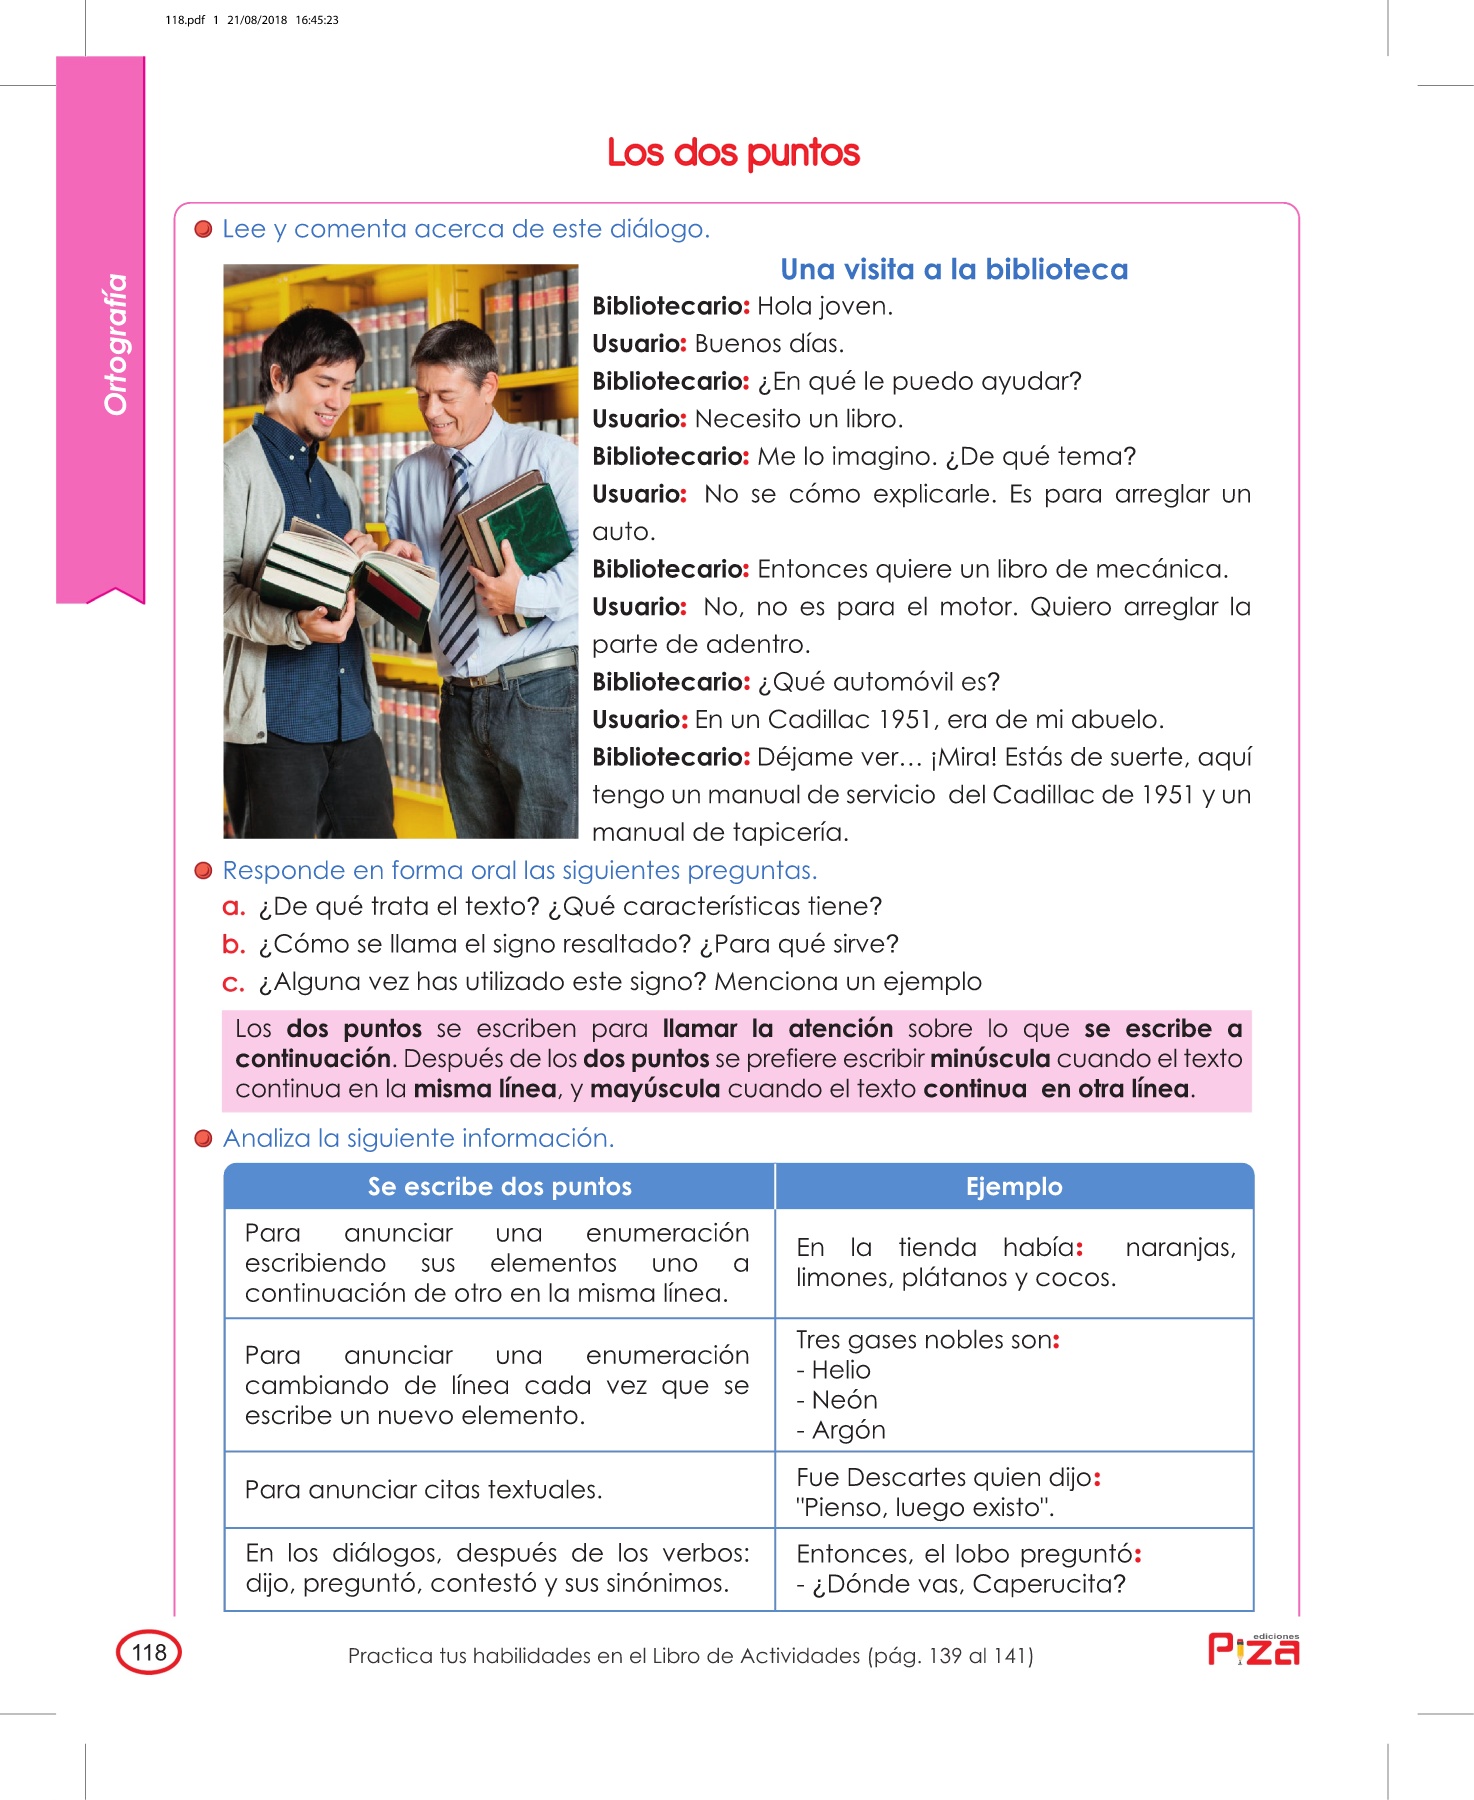 118.pdf 1 21/08/2018 16:45:23
Ortografía
Los dos puntos
Lee y comenta acerca de este diálogo.
Una visita a la biblioteca
Bibliotecario: Hola joven.
Usuario: Buenos días.
Bibliotecario: ¿En qué le puedo ayudar?
Usuario: Necesito un libro.
Bibliotecario: Me lo imagino. ¿De qué tema?
Usuario: No se cómo explicarle. Es para arreglar un
auto.
Bibliotecario: Entonces quiere un libro de mecánica.
Usuario: No, no es para el motor. Quiero arreglar la
parte de adentro.
Bibliotecario: ¿Qué automóvil es?
Usuario: En un Cadillac 1951, era de mi abuelo.
Bibliotecario: Déjame ver... ¡Mira! Estás de suerte, aquí
tengo un manual de servicio del Cadillac de 1951 y un
manual de tapicería.
Responde en forma oral las siguientes preguntas.
a. ¿De qué trata el texto? ¿Qué características tiene?
b. ¿Cómo se llama el signo resaltado? ¿Para qué sirve?
c. ¿Alguna vez has utilizado este signo? Menciona un ejemplo
Los dos puntos se escriben para llamar la atención sobre lo que se escribe a
continuación. Después de los dos puntos se prefiere escribir minúscula cuando el texto
continua en la misma línea, y mayúscula cuando el texto continua en otra línea.
Analiza la siguiente información.
Se escribe dos puntos
Ejemplo
Para anunciar una enumeración
escribiendo sus elementos uno a
continuación de otro en la misma línea.
En la tienda había: naranjas,
limones, plátanos y cocos.
Para anunciar una enumeración
cambiando de línea cada vez que se
escribe un nuevo elemento.
Tres gases nobles son:
- Helio
- Neón
- Argón
Para anunciar citas textuales.
Fue Descartes quien dijo:
"Pienso, luego existo".
En los diálogos, después de los verbos:
dijo, preguntó, contestó y sus sinónimos.
Entonces, el lobo preguntó:
- ¿Dónde vas, Caperucita?
118
Practica tus habilidades en el Libro de Actividades (pág. 139 al 141)
ediciones
Piza